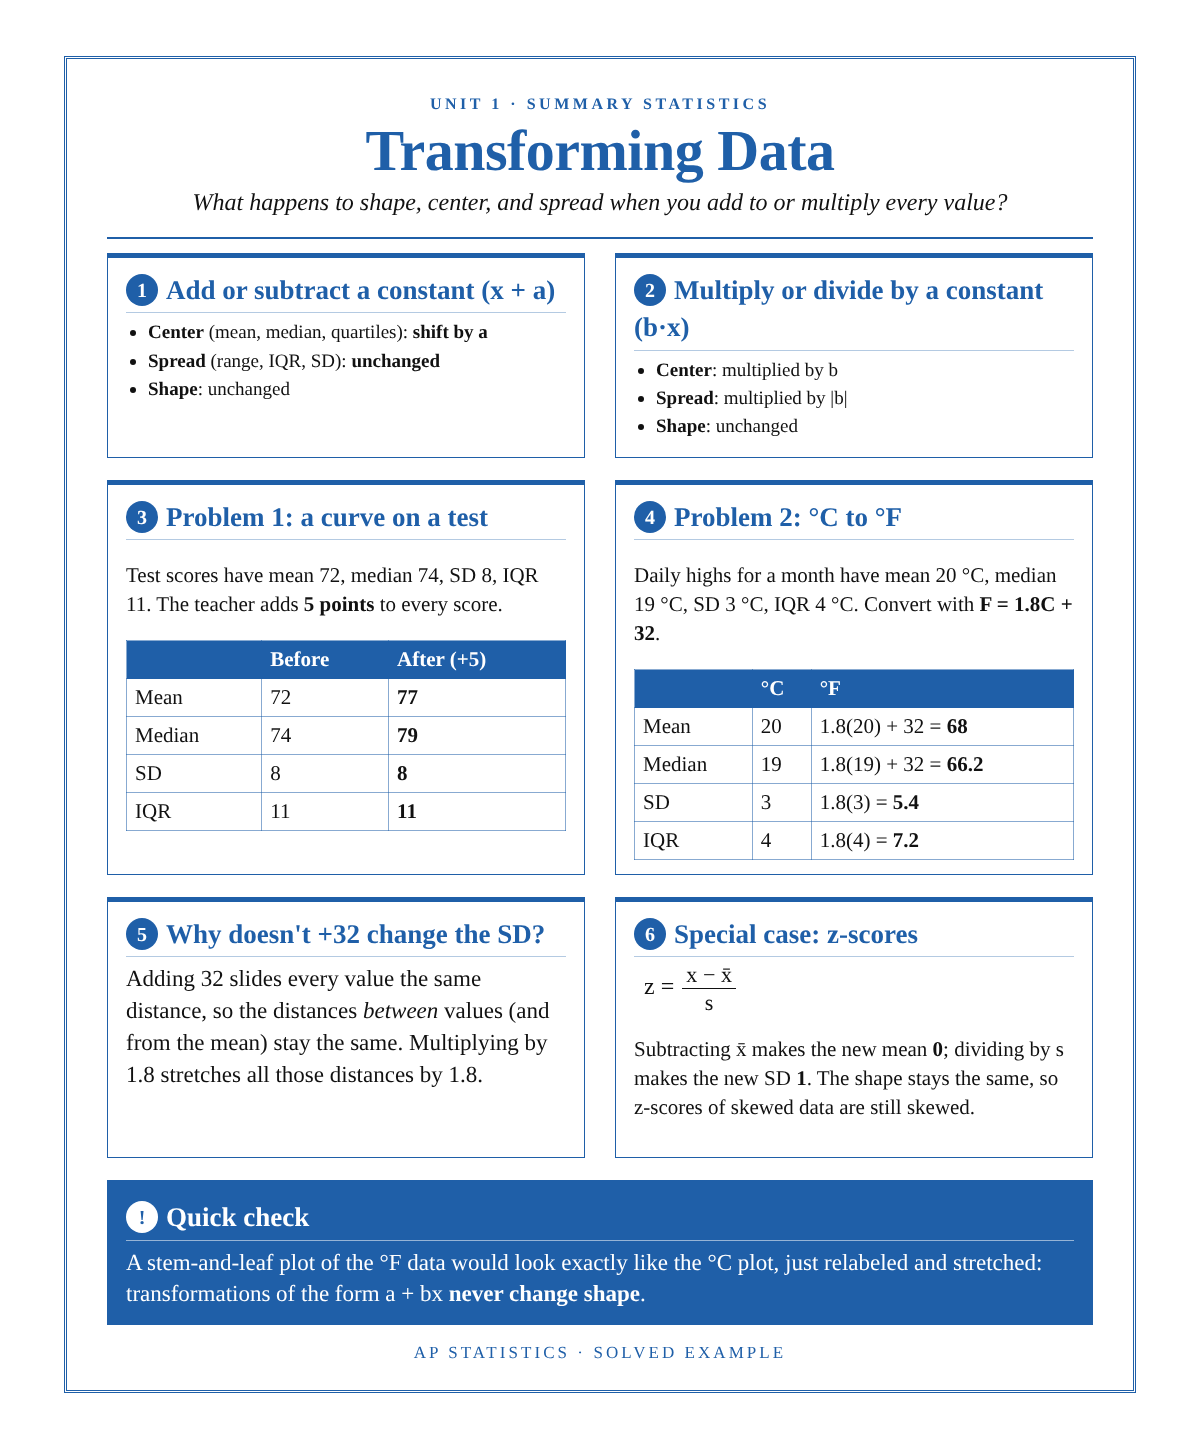 UNIT 1 · SUMMARY STATISTICS
Transforming Data
What happens to shape, center, and spread when you add to or multiply every value?
1 Add or subtract a constant (x + a)
• Center (mean, median, quartiles): shift by a
• Spread (range, IQR, SD): unchanged
• Shape: unchanged
2 Multiply or divide by a constant
(b·x)
• Center: multiplied by b
• Spread: multiplied by |b|
• Shape: unchanged
3 Problem 1: a curve on a test
Test scores have mean 72, median 74, SD 8, IQR
11. The teacher adds 5 points to every score.
Before After (+5)
Mean 72 77
Median 74 79
SD 8 8
IQR 11 11
4 Problem 2: °C to °F
Daily highs for a month have mean 20 °C, median
19 °C, SD 3 °C, IQR 4 °C. Convert with F = 1.8C +
32.
°C °F
Mean 20 1.8(20) + 32 = 68
Median 19 1.8(19) + 32 = 66.2
SD 3 1.8(3) = 5.4
IQR 4 1.8(4) = 7.2
5 Why doesn't +32 change the SD?
Adding 32 slides every value the same
distance, so the distances between values (and
from the mean) stay the same. Multiplying by
1.8 stretches all those distances by 1.8.
6 Special case: z-scores
z = x − x̄
s
Subtracting x̄ makes the new mean 0; dividing by s
makes the new SD 1. The shape stays the same, so
z-scores of skewed data are still skewed.
! Quick check
A stem-and-leaf plot of the °F data would look exactly like the °C plot, just relabeled and stretched:
transformations of the form a + bx never change shape.
AP STATISTICS · SOLVED EXAMPLE